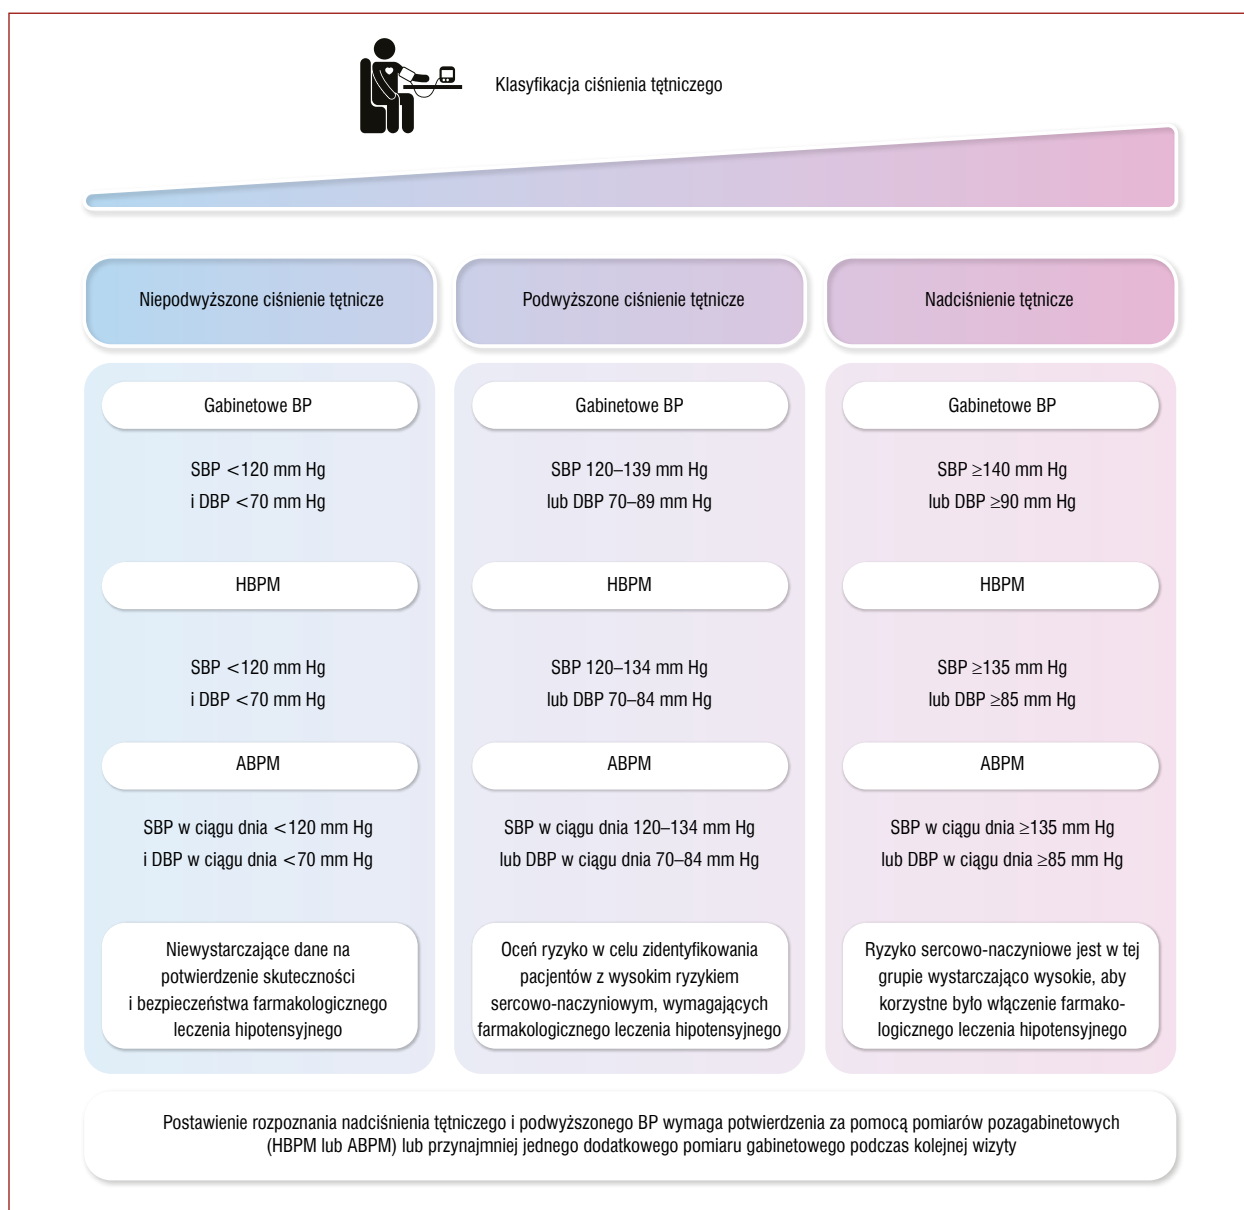 Klasyfikacja ciśnienia tętniczego
Niepodwyższone ciśnienie tętnicze
Podwyższone ciśnienie tętnicze
Nadciśnienie tętnicze
Gabinetowe BP
SBP <120 mm Hg
i DBP <70 mm Hg
HBPM
SBP <120 mm Hg
i DBP <70 mm Hg
ABPM
SBP w ciągu dnia <120 mm Hg
i DBP w ciągu dnia <70 mm Hg
Niewystarczające dane na
potwierdzenie skuteczności
i bezpieczeństwa farmakologicznego
leczenia hipotensyjnego
Gabinetowe BP
SBP 120–139 mm Hg
lub DBP 70–89 mm Hg
HBPM
SBP 120–134 mm Hg
lub DBP 70–84 mm Hg
ABPM
SBP w ciągu dnia 120–134 mm Hg
lub DBP w ciągu dnia 70–84 mm Hg
Oceń ryzyko w celu zidentyfikowania
pacjentów z wysokim ryzykiem
sercowo-naczyniowym, wymagających
farmakologicznego leczenia hipotensyjnego
Gabinetowe BP
SBP ≥140 mm Hg
lub DBP ≥90 mm Hg
HBPM
SBP ≥135 mm Hg
lub DBP ≥85 mm Hg
ABPM
SBP w ciągu dnia ≥135 mm Hg
lub DBP w ciągu dnia ≥85 mm Hg
Ryzyko sercowo-naczyniowe jest w tej
grupie wystarczająco wysokie, aby
korzystne było włączenie farmako-
logicznego leczenia hipotensyjnego
Postawienie rozpoznania nadciśnienia tętniczego i podwyższonego BP wymaga potwierdzenia za pomocą pomiarów pozagabinetowych
(HBPM lub ABPM) lub przynajmniej jednego dodatkowego pomiaru gabinetowego podczas kolejnej wizyty